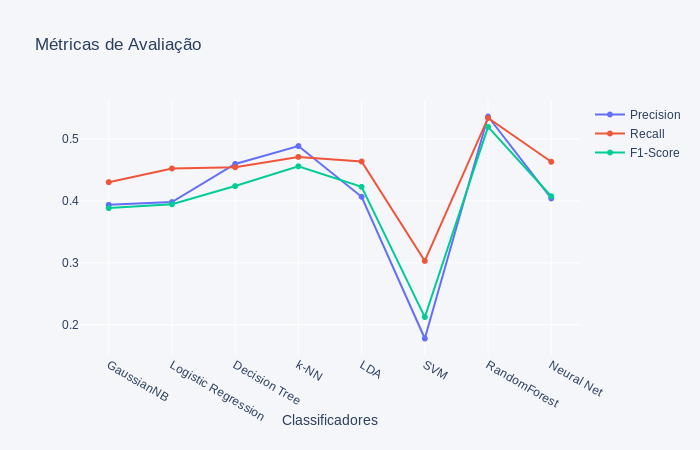 Métricas de Avaliação
Precision
Recall
F1-Score
0.5
0.4
0.3
0.2
GaussianNB
Logistic Regression
Decision Tree
k-NN
LDA
SVM
RandomForest
Neural Net
Classificadores